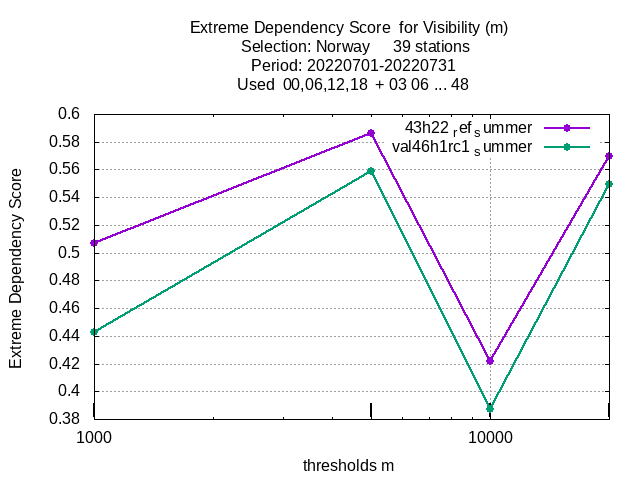 Extreme Dependency Score for Visibility (m)
Selection: Norway 39 stations
Period: 20220701-20220731
Used 00,06,12,18 + 03 06 ... 48
0.6
0.58
0.56
0.54
0.52
0.5
0.48
0.46
0.44
0.42
0.4
0.38
Extreme Dependency Score
43h22refsummer
val46h1rc1summer
1000
10000
thresholds m